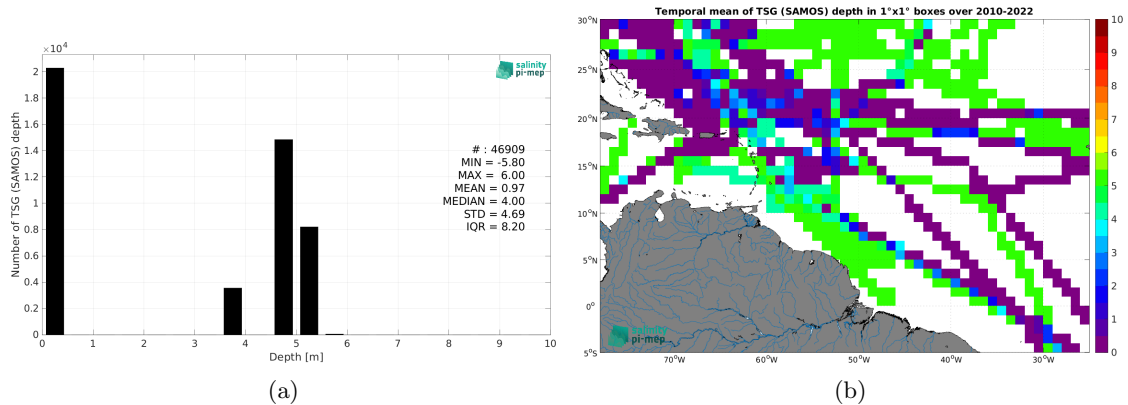 ×10⁴
2
1.8
1.6
1.4
1.2
1
0.8
0.6
0.4
0.2
0
Number of TSG (SAMOS) depth
0 1 2 3 4 5 6 7 8 9 10
Depth [m]
salinity
pi-mep
# : 46909
MIN = -5.80
MAX = 6.00
MEAN = 0.97
MEDIAN = 4.00
STD = 4.69
IQR = 8.20
(a)
Temporal mean of TSG (SAMOS) depth in 1°x1° boxes over 2010-2022
30°N
25°N
20°N
15°N
10°N
5°N
0°
5°S
70°W 60°W 50°W 40°W 30°W
salinity
pi-mep
10
9
8
7
6
5
4
3
2
1
0
(b)